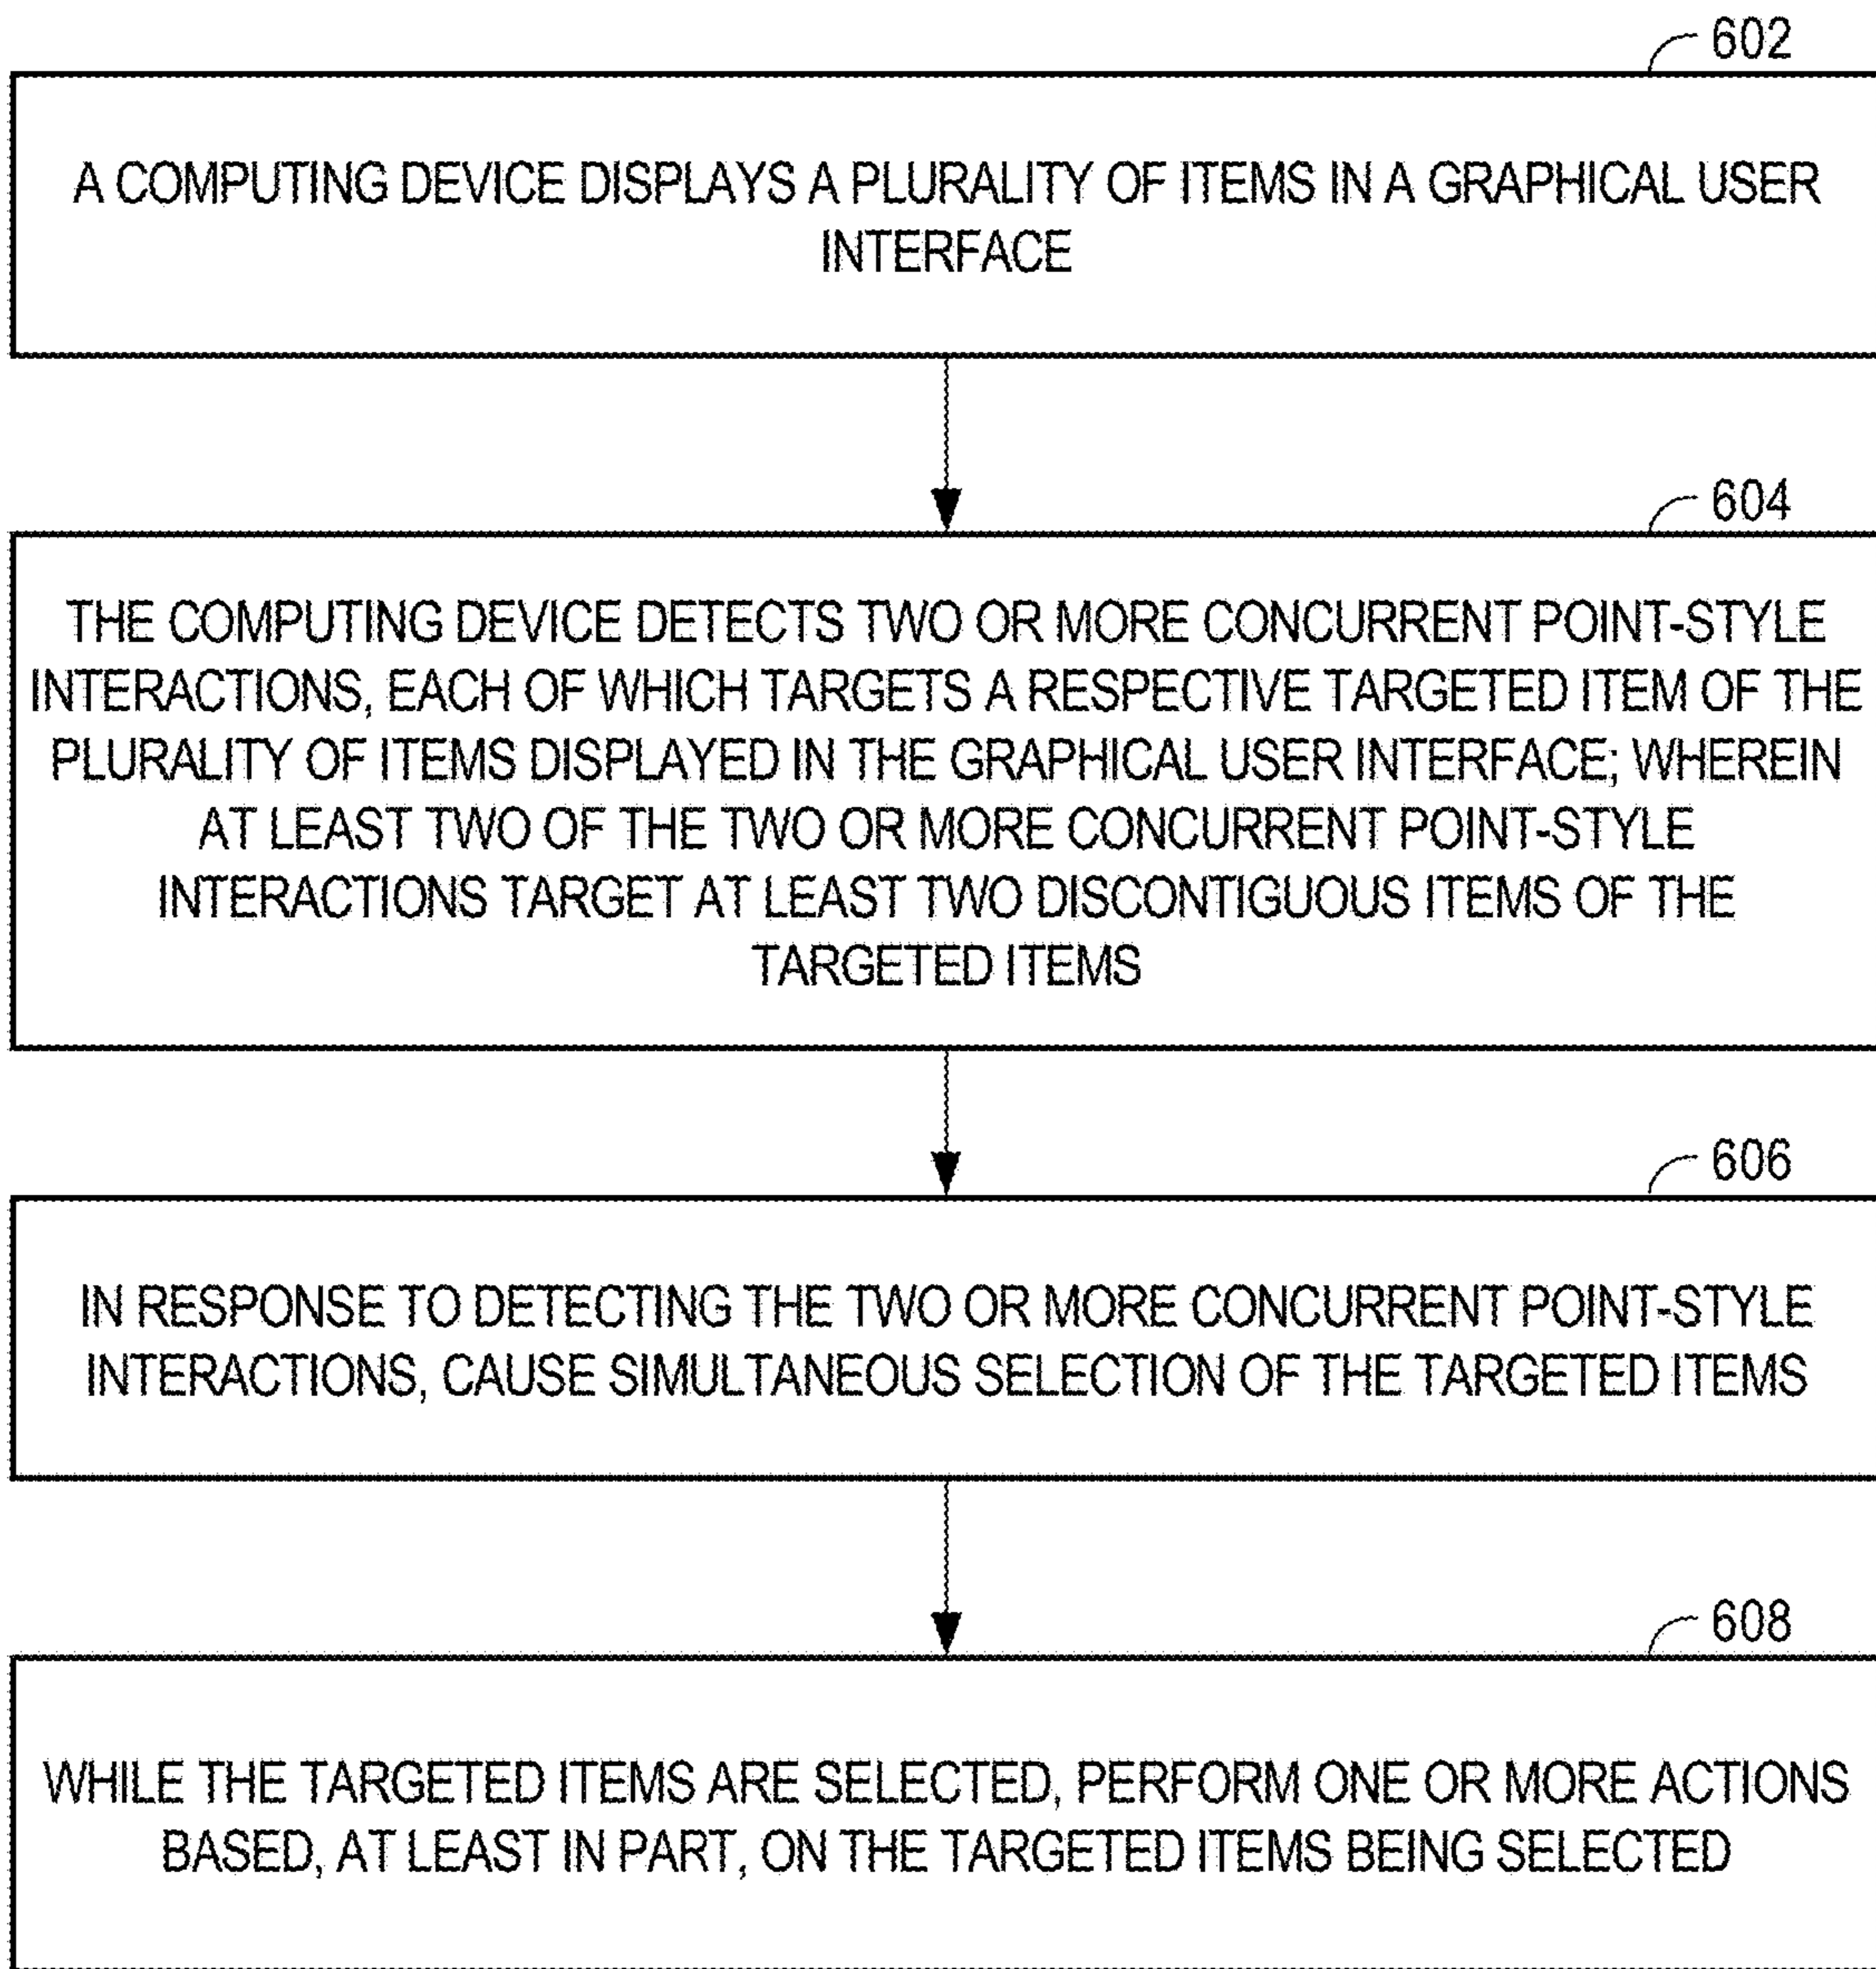 602
A COMPUTING DEVICE DISPLAYS A PLURALITY OF ITEMS IN A GRAPHICAL USER
INTERFACE
604
THE COMPUTING DEVICE DETECTS TWO OR MORE CONCURRENT POINT-STYLE
INTERACTIONS, EACH OF WHICH TARGETS A RESPECTIVE TARGETED ITEM OF THE
PLURALITY OF ITEMS DISPLAYED IN THE GRAPHICAL USER INTERFACE; WHEREIN
AT LEAST TWO OF THE TWO OR MORE CONCURRENT POINT-STYLE
INTERACTIONS TARGET AT LEAST TWO DISCONTIGUOUS ITEMS OF THE
TARGETED ITEMS
606
IN RESPONSE TO DETECTING THE TWO OR MORE CONCURRENT POINT-STYLE
INTERACTIONS, CAUSE SIMULTANEOUS SELECTION OF THE TARGETED ITEMS
608
WHILE THE TARGETED ITEMS ARE SELECTED, PERFORM ONE OR MORE ACTIONS
BASED, AT LEAST IN PART, ON THE TARGETED ITEMS BEING SELECTED